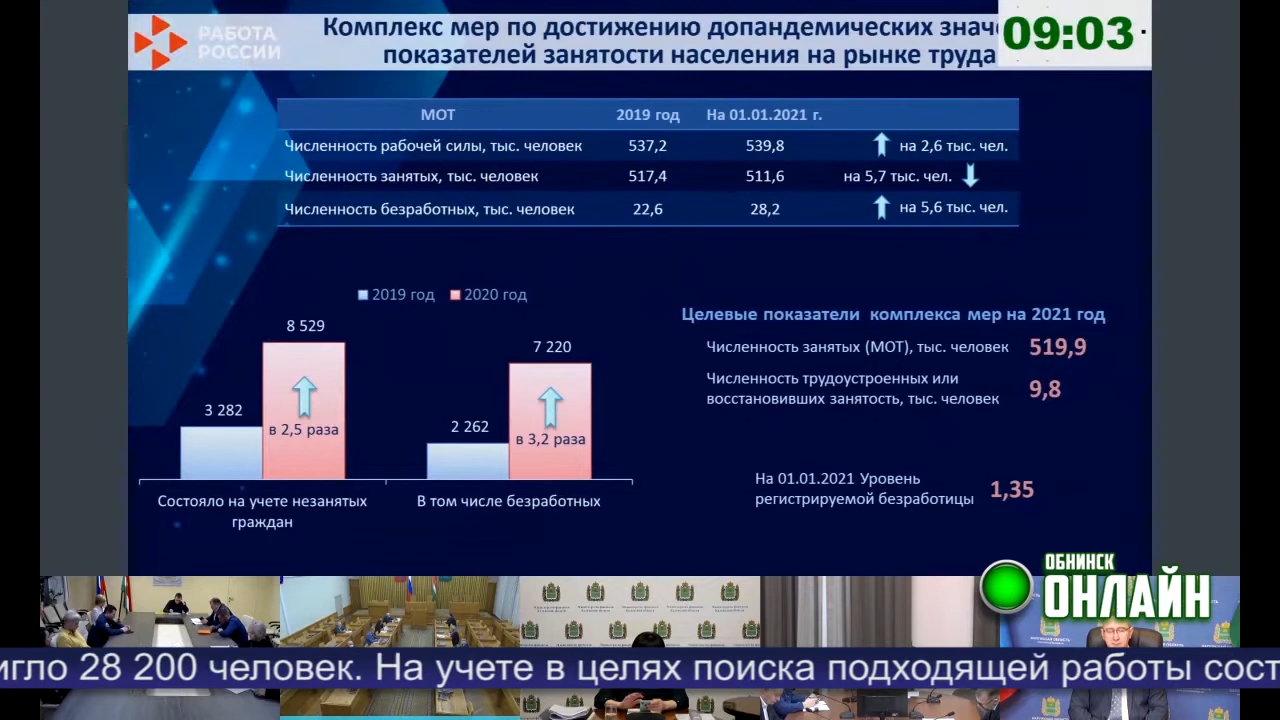 РАБОТА
РОССИИ
Комплекс мер по достижению допандемических знач
показателей занятости населения на рынке труда
09:03
МОТ 2019 год На 01.01.2021 г.
Численность рабочей силы, тыс. человек 537,2 539,8 на 2,6 тыс. чел.
Численность занятых, тыс. человек 517,4 511,6 на 5,7 тыс. чел.
Численность безработных, тыс. человек 22,6 28,2 на 5,6 тыс. чел.
2019 год 2020 год
8 529
3 282
в 2,5 раза
7 220
2 262
в 3,2 раза
Состояло на учете незанятых
граждан
В том числе безработных
Целевые показатели комплекса мер на 2021 год
Численность занятых (МОТ), тыс. человек 519,9
Численность трудоустроенных или
восстановивших занятость, тыс. человек
9,8
На 01.01.2021 Уровень
регистрируемой безработицы
1,35
ОБНИНСК
ОНЛАЙН
игло 28 200 человек. На учете в целях поиска подходящей работы сост